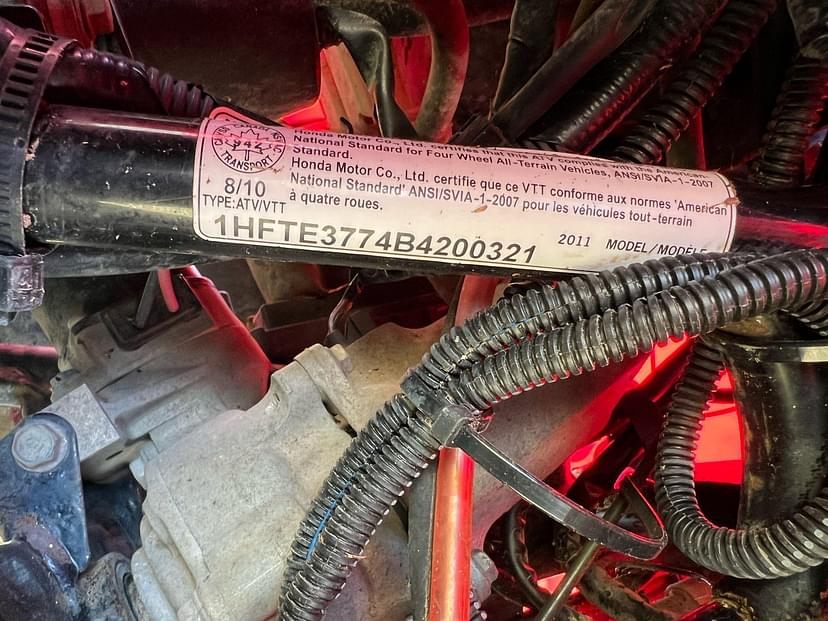 CANADA
942
TRANSPORT
8/10
TYPE:ATV/VTT
Honda Motor Co., Ltd. certifies that this ATV complies with the American
National Standard for Four Wheel All-Terrain Vehicles, ANSI/SVIA-1-2007
Standard.
Honda Motor Co., Ltd. certifie que ce VTT conforme aux normes 'American
National Standard' ANSI/SVIA-1-2007 pour les véhicules tout-terrain
à quatre roues.
1HFTE3774B4200321
2011 MODEL/MODÈLE